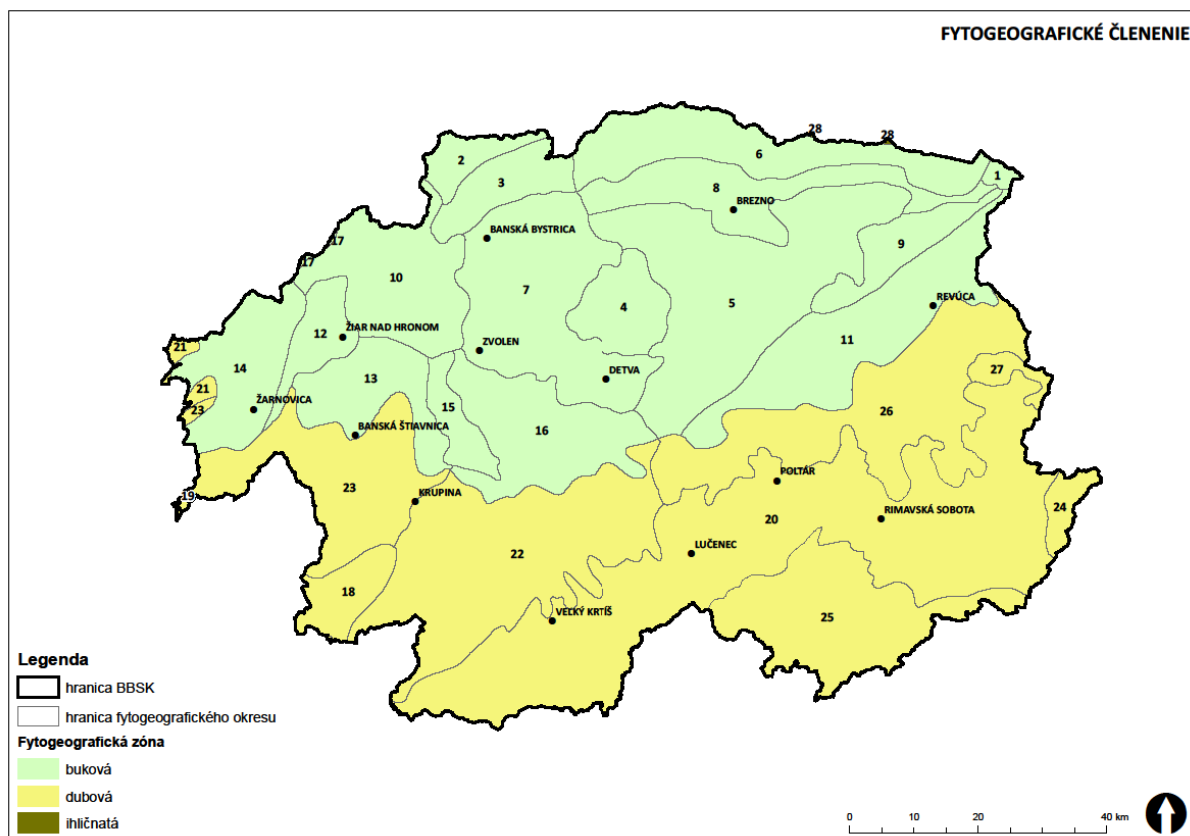 FYTOGEOGRAFICKÉ ČLENENIE
28
28
2
6
3
1
8
BREZNO
BANSKÁ BYSTRICA
17
9
17
10
7
4
5
REVÚCA
12
ŽIAR NAD HRONOM
11
21
ZVOLEN
14
27
13
DETVA
21
23
ŽARNOVICA
15
26
16
BANSKÁ ŠTIAVNICA
POLTÁR
23
19
KRUPINA
24
20
RIMAVSKÁ SOBOTA
22
LUČENEC
18
VEĽKÝ KRTÍŠ
25
Legenda
hranica BBSK
hranica fytogeografického okresu
Fytogeografická zóna
buková
dubová
ihličnatá
0 10 20 40 km